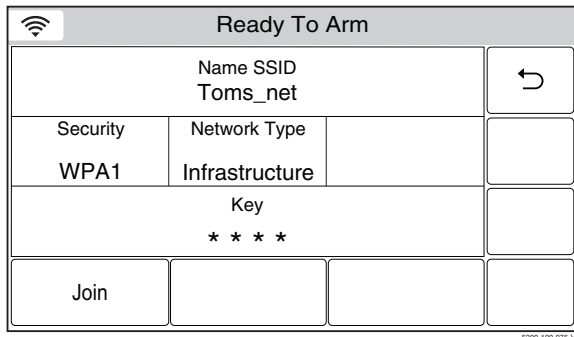 Ready To Arm
Name SSID
Toms_net
Security Network Type
WPA1 Infrastructure
Key
* * * *
Join